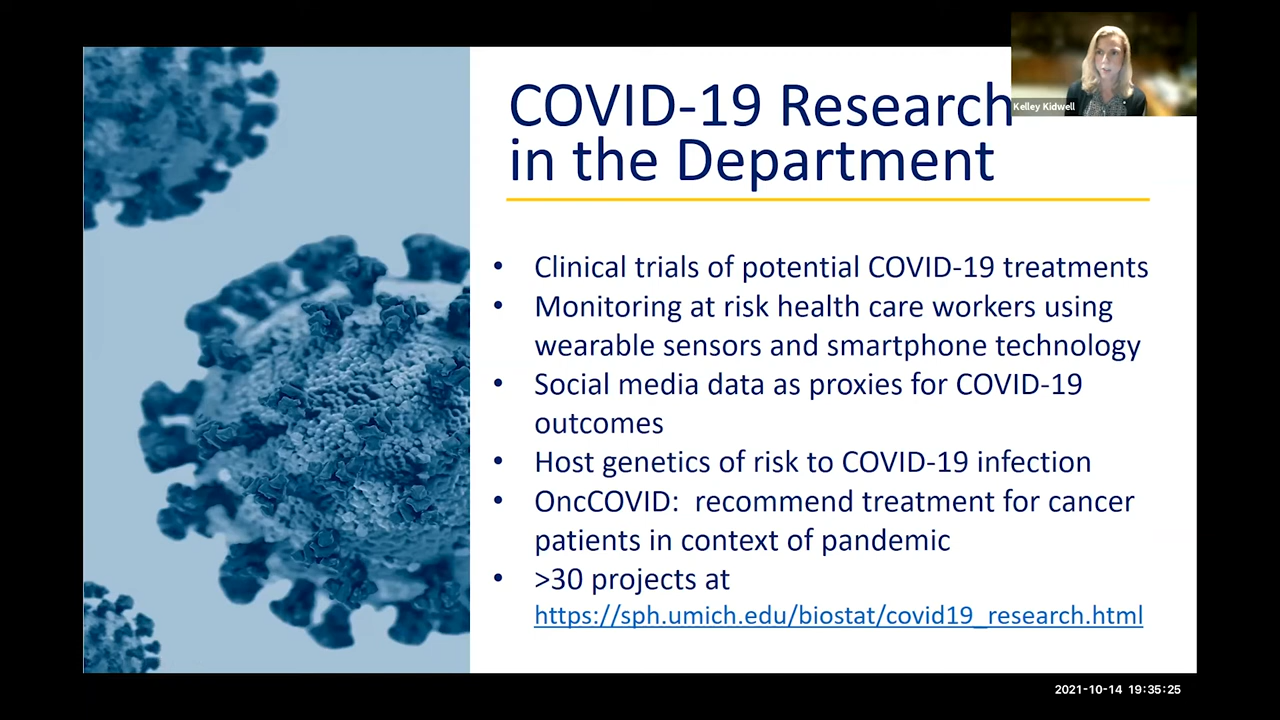 COVID-19 Research
in the Department
Kelley Kidwell
• Clinical trials of potential COVID-19 treatments
• Monitoring at risk health care workers using
wearable sensors and smartphone technology
• Social media data as proxies for COVID-19
outcomes
• Host genetics of risk to COVID-19 infection
• OncCOVID:  recommend treatment for cancer
patients in context of pandemic
• >30 projects at
https://sph.umich.edu/biostat/covid19_research.html
2021-10-14 19:35:25